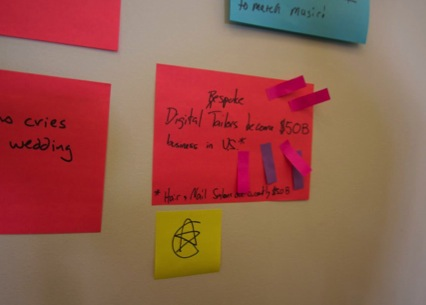 to match music!
cries
wedding
Bespoke
Digital Tailors become $50B
business in US*
* Hair + Nail Salons are currently $50B